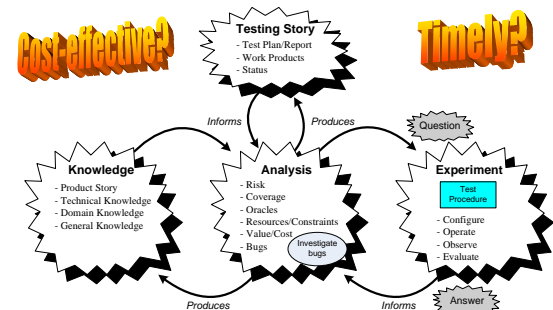 Cost-effective?
Testing Story
- Test Plan/Report
- Work Products
- Status
Timely?
Informs
Produces
Question
Knowledge
- Product Story
- Technical Knowledge
- Domain Knowledge
- General Knowledge
Analysis
- Risk
- Coverage
- Oracles
- Resources/Constraints
- Value/Cost
- Bugs
Investigate
bugs
Experiment
Test
Procedure
- Configure
- Operate
- Observe
- Evaluate
Produces
Informs
Answer